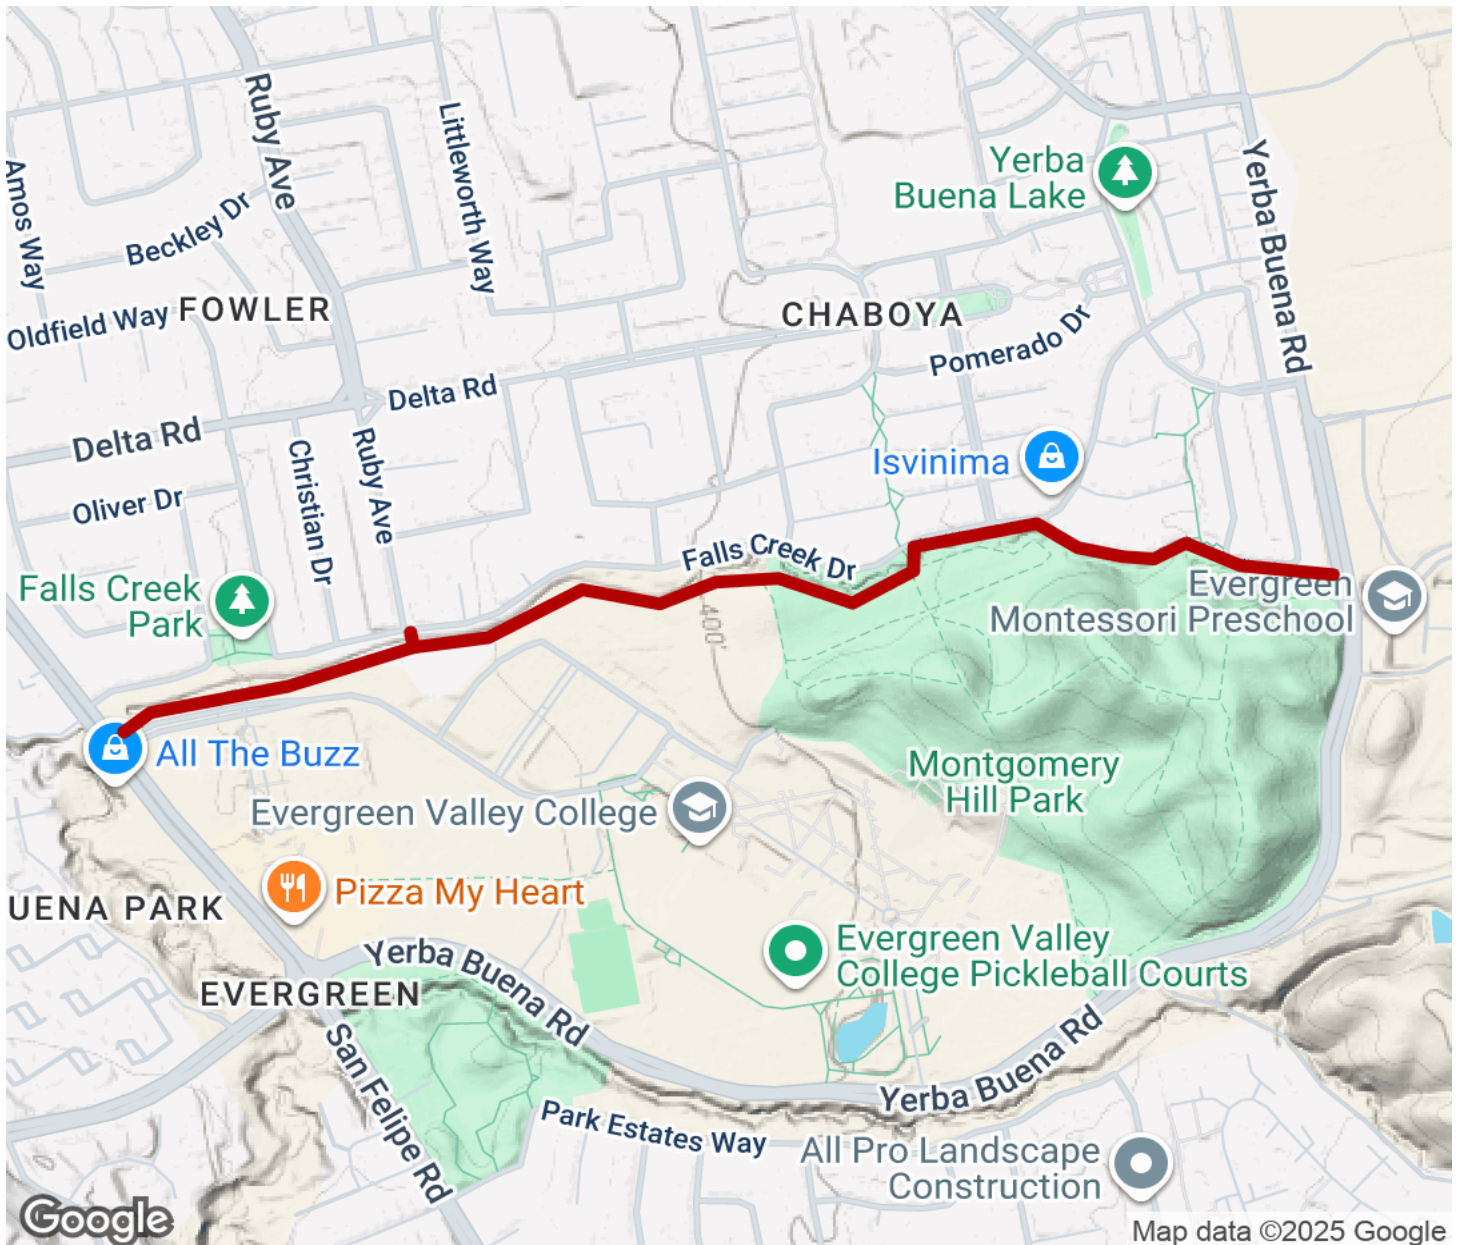 Ruby Ave
Littleworth Way
Amos Way
Yerba
Buena Lake
Yerba Buena Rd
Beckley Dr
Oldfield Way
FOWLER
CHABOYA
Pomerado Dr
Delta Rd
Delta Rd
Christian Dr
Ruby Ave
Isvinima
Oliver Dr
Falls Creek Dr
Falls Creek
Park
Evergreen
Montessori Preschool
400'
All The Buzz
Evergreen Valley College
Montgomery
Hill Park
Pizza My Heart
UENA PARK
Yerba Buena Rd
Evergreen Valley
College Pickleball Courts
EVERGREEN
San Felipe Rd
Yerba Buena Rd
Park Estates Way
All Pro Landscape
Construction
Google
Map data ©2025 Google